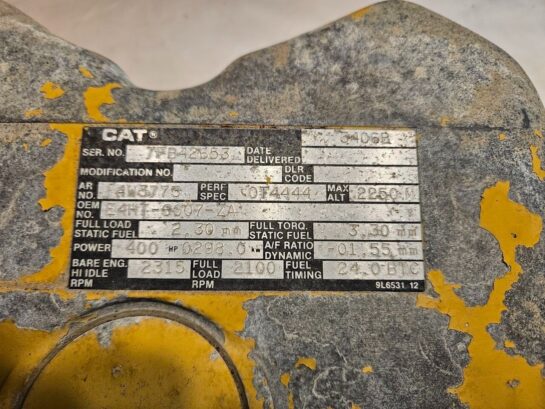 CAT® 3406B
SER. NO. 7FB42853 DATE DELIVERED
MODIFICATION NO. DLR CODE
AR NO. PERF SPEC 0T4444 MAX ALT 2250 M
OEM NO.
FULL LOAD STATIC FUEL 2.30 mm FULL TORQ. STATIC FUEL 3.30 mm
POWER 400 HP 0298.0 KW A/F RATIO DYNAMIC -01.55 mm
BARE ENG. HI IDLE RPM 2315 FULL LOAD RPM 2100 FUEL TIMING 24.0-BTC
9L6531 12